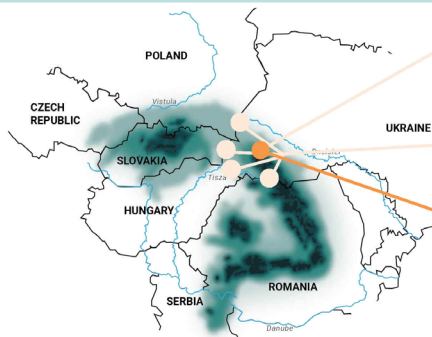 POLAND
Vistula
CZECH
REPUBLIC
UKRAINE
SLOVAKIA
Tisza
HUNGARY
ROMANIA
SERBIA
Danube